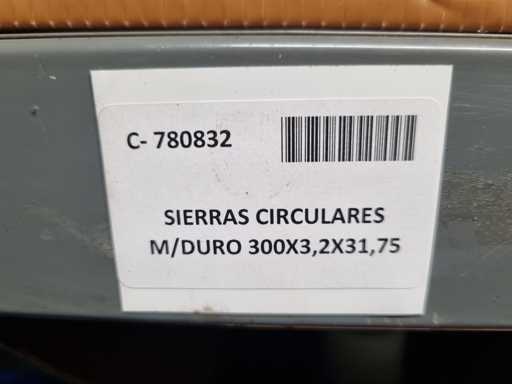 C- 780832
SIERRAS CIRCULARES
M/DURO 300X3,2X31,75